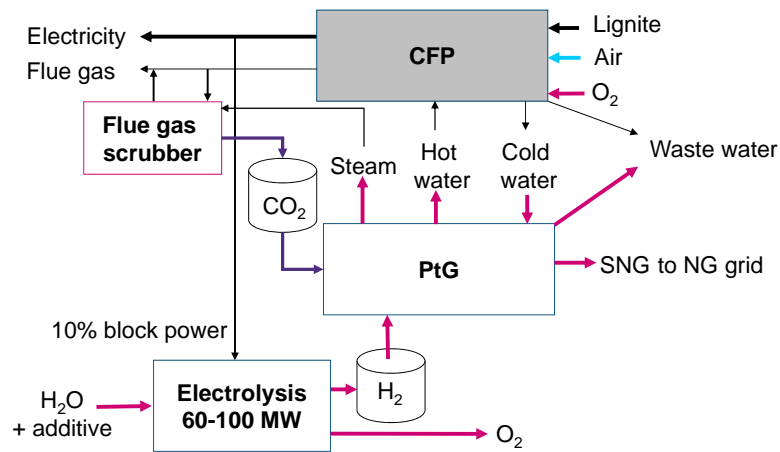 Electricity
Flue gas
CFP
Lignite
Air
O₂
Flue gas
scrubber
Steam
Hot
water
Cold
water
Waste water
CO₂
PtG
SNG to NG grid
10% block power
H₂O
+ additive
Electrolysis
60-100 MW
H₂
O₂